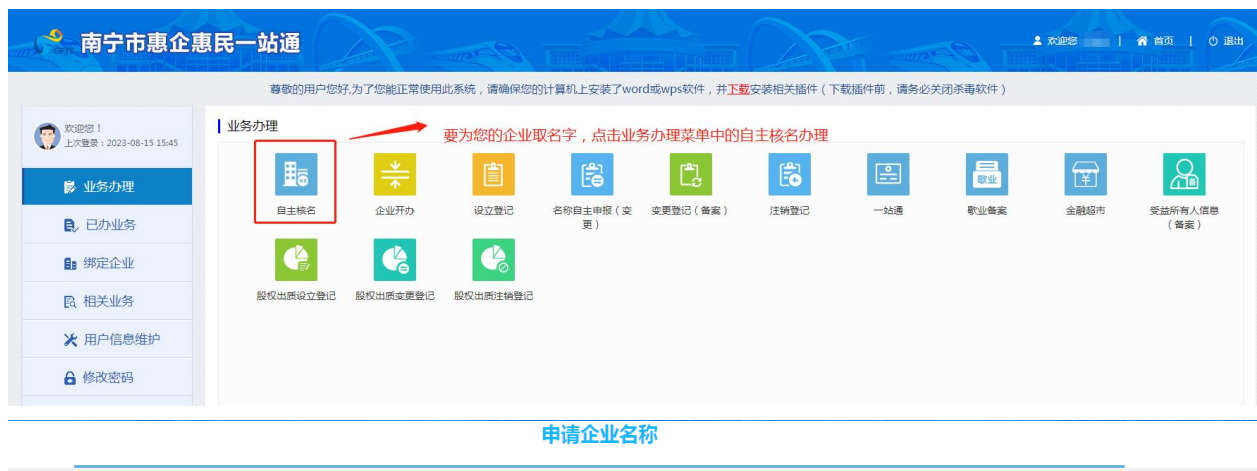 南宁市惠企惠民一站通
欢迎您 | 首页 | 退出
尊敬的用户您好,为了您能正常使用此系统，请确保您的计算机上安装了word或wps软件，并下载安装相关插件（下载插件前，请务必关闭杀毒软件）
欢迎您！
上次登录：2023-08-15 15:45
业务办理
已办业务
绑定企业
相关业务
用户信息维护
修改密码
业务办理
要为您的企业取名字，点击业务办理菜单中的自主核名办理
自主核名
企业开办
设立登记
名称自主申报（变
更）
变更登记（备案）
注销登记
一站通
歇业
歇业备案
金融超市
受益所有人信息
（备案）
股权出质设立登记
股权出质变更登记
股权出质注销登记
申请企业名称